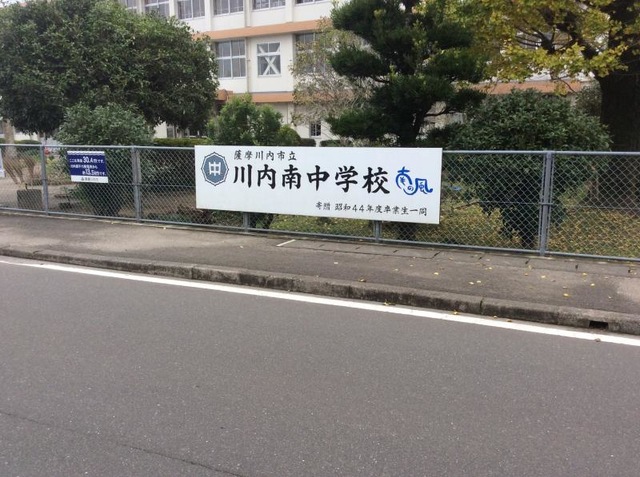 薩摩川内市立
中
川内南中学校
南の風
寄贈 昭和44年度卒業生一同